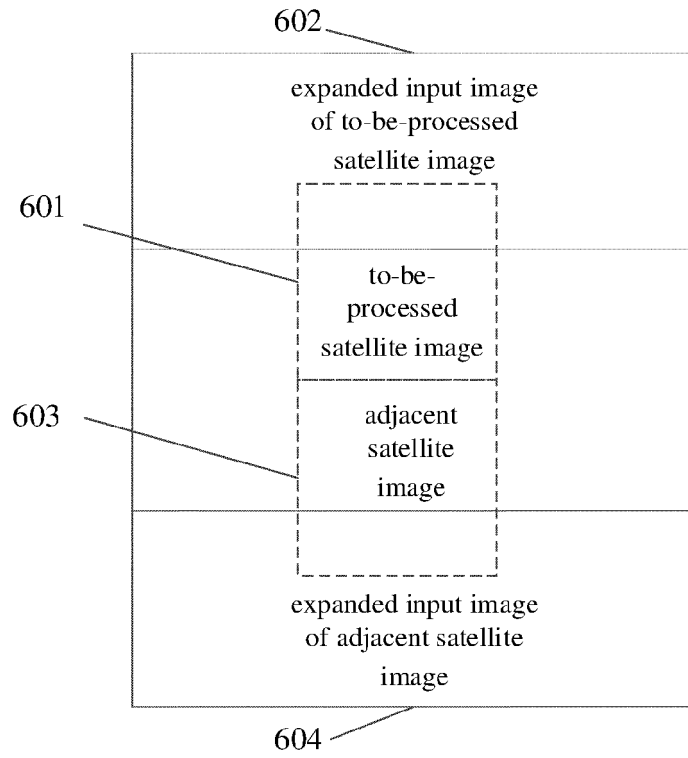 602
expanded input image
of to-be-processed
satellite image
601
to-be-
processed
satellite image
603
adjacent
satellite
image
expanded input image
of adjacent satellite
image
604